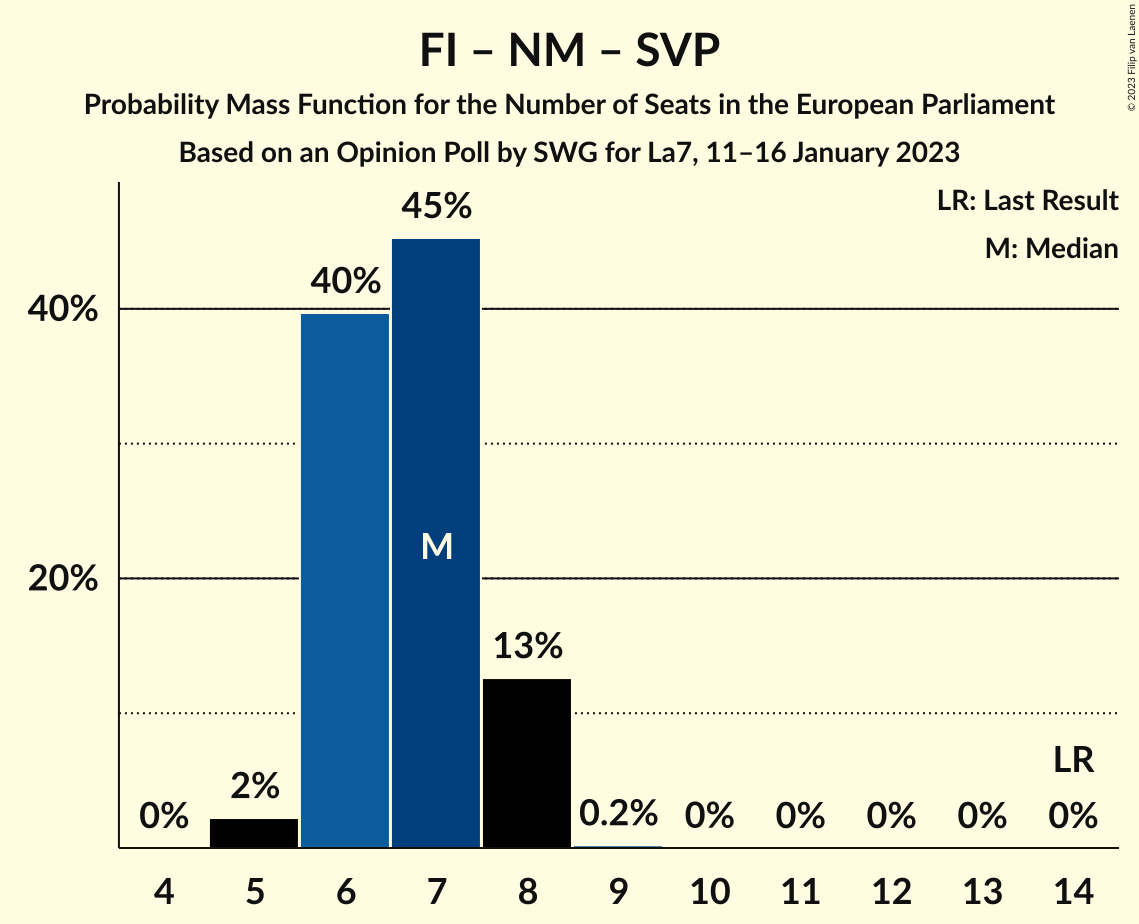 FI – NM – SVP
Probability Mass Function for the Number of Seats in the European Parliament
Based on an Opinion Poll by SWG for La7, 11–16 January 2023
© 2023 Filip van Laenen
LR: Last Result
M: Median
45%
40%
40%
M
20%
13%
LR
2%
0%
0.2%
0%
0%
0%
0%
0%
4 5 6 7 8 9 10 11 12 13 14